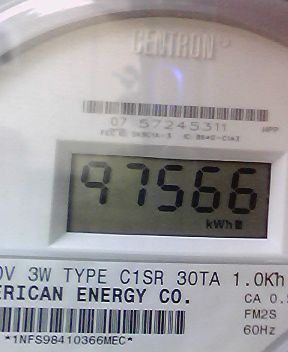 CENTRON®
07 57245311 MPP
97566
kWh
0V 3W TYPE C1SR 30TA 1.0Kh
ERICAN ENERGY CO.
CA 0.
FM2S
60Hz
*1NFS98410366MEC*